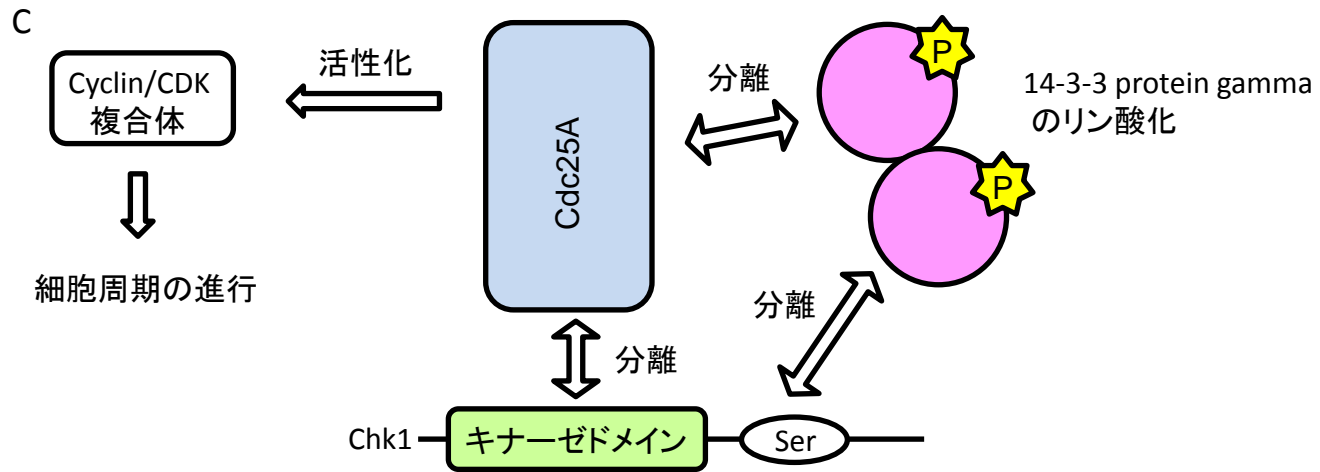 C
活性化
Cyclin/CDK
複合体
細胞周期の進行
Cdc25A
分離
P
14-3-3 protein gamma
のリン酸化
P
分離
分離
Chk1
キナーゼドメイン
Ser